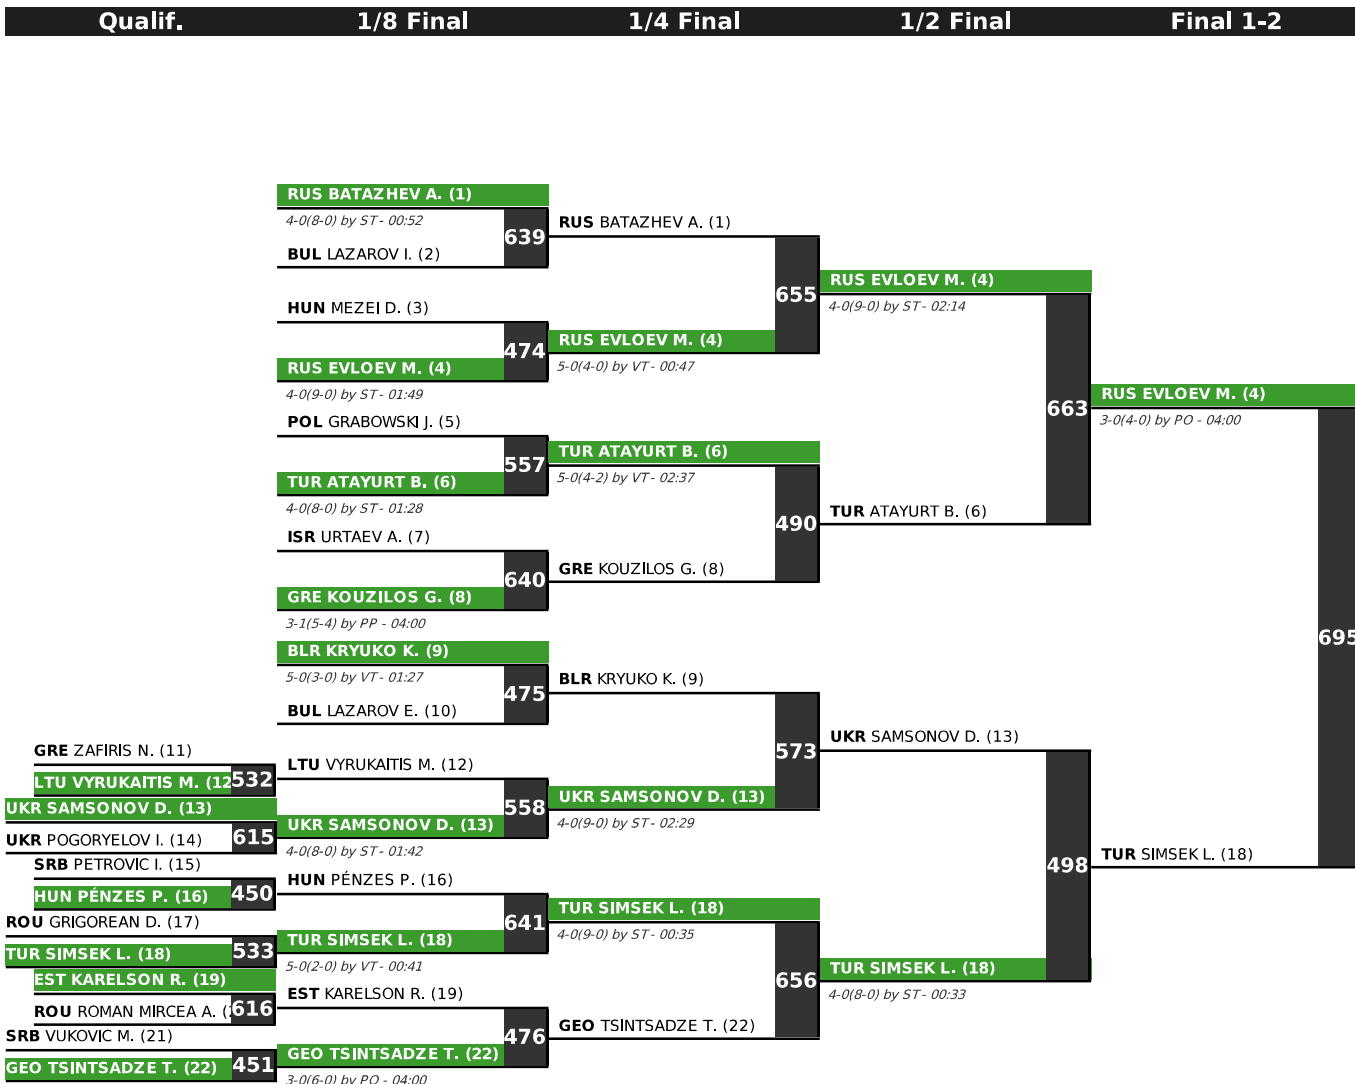 Qualif. 1/8 Final 1/4 Final 1/2 Final Final 1-2
RUS BATAZHEV A. (1)
4-0(8-0) by ST - 00:52
639
BUL LAZAROV I. (2)
HUN MEZEI D. (3)
474
RUS EVLOEV M. (4)
4-0(9-0) by ST - 01:49
POL GRABOWSKI J. (5)
557
TUR ATAYURT B. (6)
4-0(8-0) by ST - 01:28
ISR URTAEV A. (7)
640
GRE KOUZILOS G. (8)
3-1(5-4) by PP - 04:00
BLR KRYUKO K. (9)
5-0(3-0) by VT - 01:27
475
BUL LAZAROV E. (10)
GRE ZAFIRIS N. (11)
LTU VYRUKAITIS M. (12
532
UKR SAMSONOV D. (13)
UKR POGORYELOV I. (14)
615
SRB PETROVIC I. (15)
HUN PÉNZES P. (16)
450
ROU GRIGOREAN D. (17)
TUR SIMSEK L. (18)
533
EST KARELSON R. (19)
ROU ROMAN MIRCEA A. (
616
SRB VUKOVIC M. (21)
GEO TSINTSADZE T. (22)
451
LTU VYRUKAITIS M. (12)
558
UKR SAMSONOV D. (13)
4-0(8-0) by ST - 01:42
HUN PÉNZES P. (16)
641
TUR SIMSEK L. (18)
5-0(2-0) by VT - 00:41
EST KARELSON R. (19)
476
GEO TSINTSADZE T. (22)
3-0(6-0) by PO - 04:00
RUS BATAZHEV A. (1)
655
RUS EVLOEV M. (4)
5-0(4-0) by VT - 00:47
TUR ATAYURT B. (6)
5-0(4-2) by VT - 02:37
490
GRE KOUZILOS G. (8)
BLR KRYUKO K. (9)
573
UKR SAMSONOV D. (13)
4-0(9-0) by ST - 02:29
TUR SIMSEK L. (18)
4-0(9-0) by ST - 00:35
656
GEO TSINTSADZE T. (22)
RUS EVLOEV M. (4)
4-0(9-0) by ST - 02:14
663
TUR ATAYURT B. (6)
UKR SAMSONOV D. (13)
498
TUR SIMSEK L. (18)
4-0(8-0) by ST - 00:33
RUS EVLOEV M. (4)
3-0(4-0) by PO - 04:00
695
TUR SIMSEK L. (18)